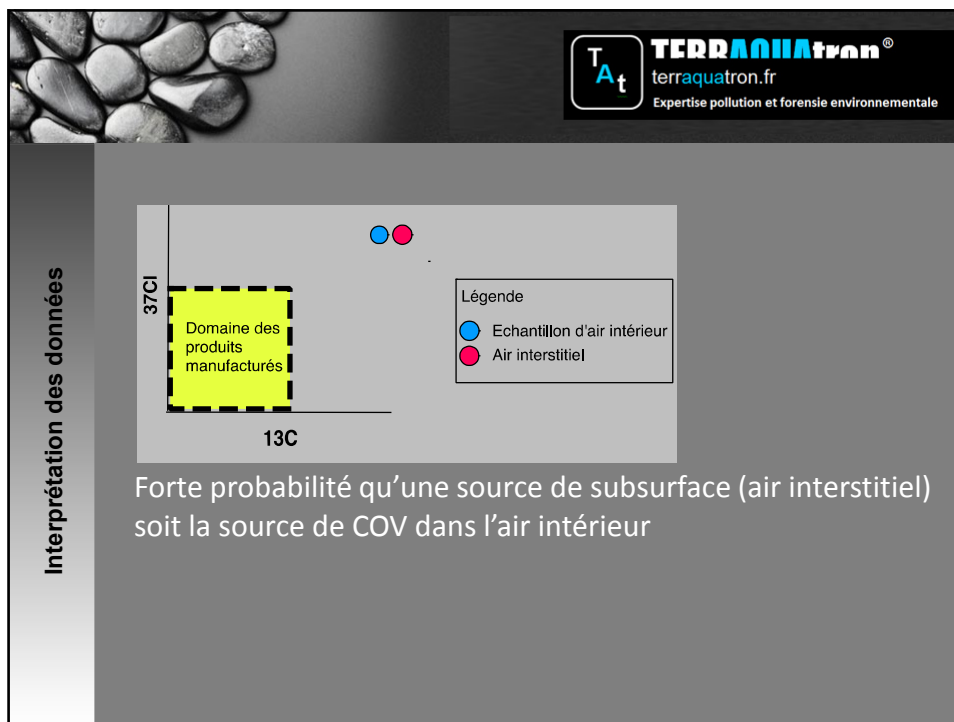 T
A
t
TERRAQUAtron®
terraquatron.fr
Expertise pollution et forensie environnementale
Interprétation des données
37Cl
Domaine des
produits
manufacturés
13C
Légende
Echantillon d'air intérieur
Air interstitiel
Forte probabilité qu’une source de subsurface (air interstitiel)
soit la source de COV dans l’air intérieur